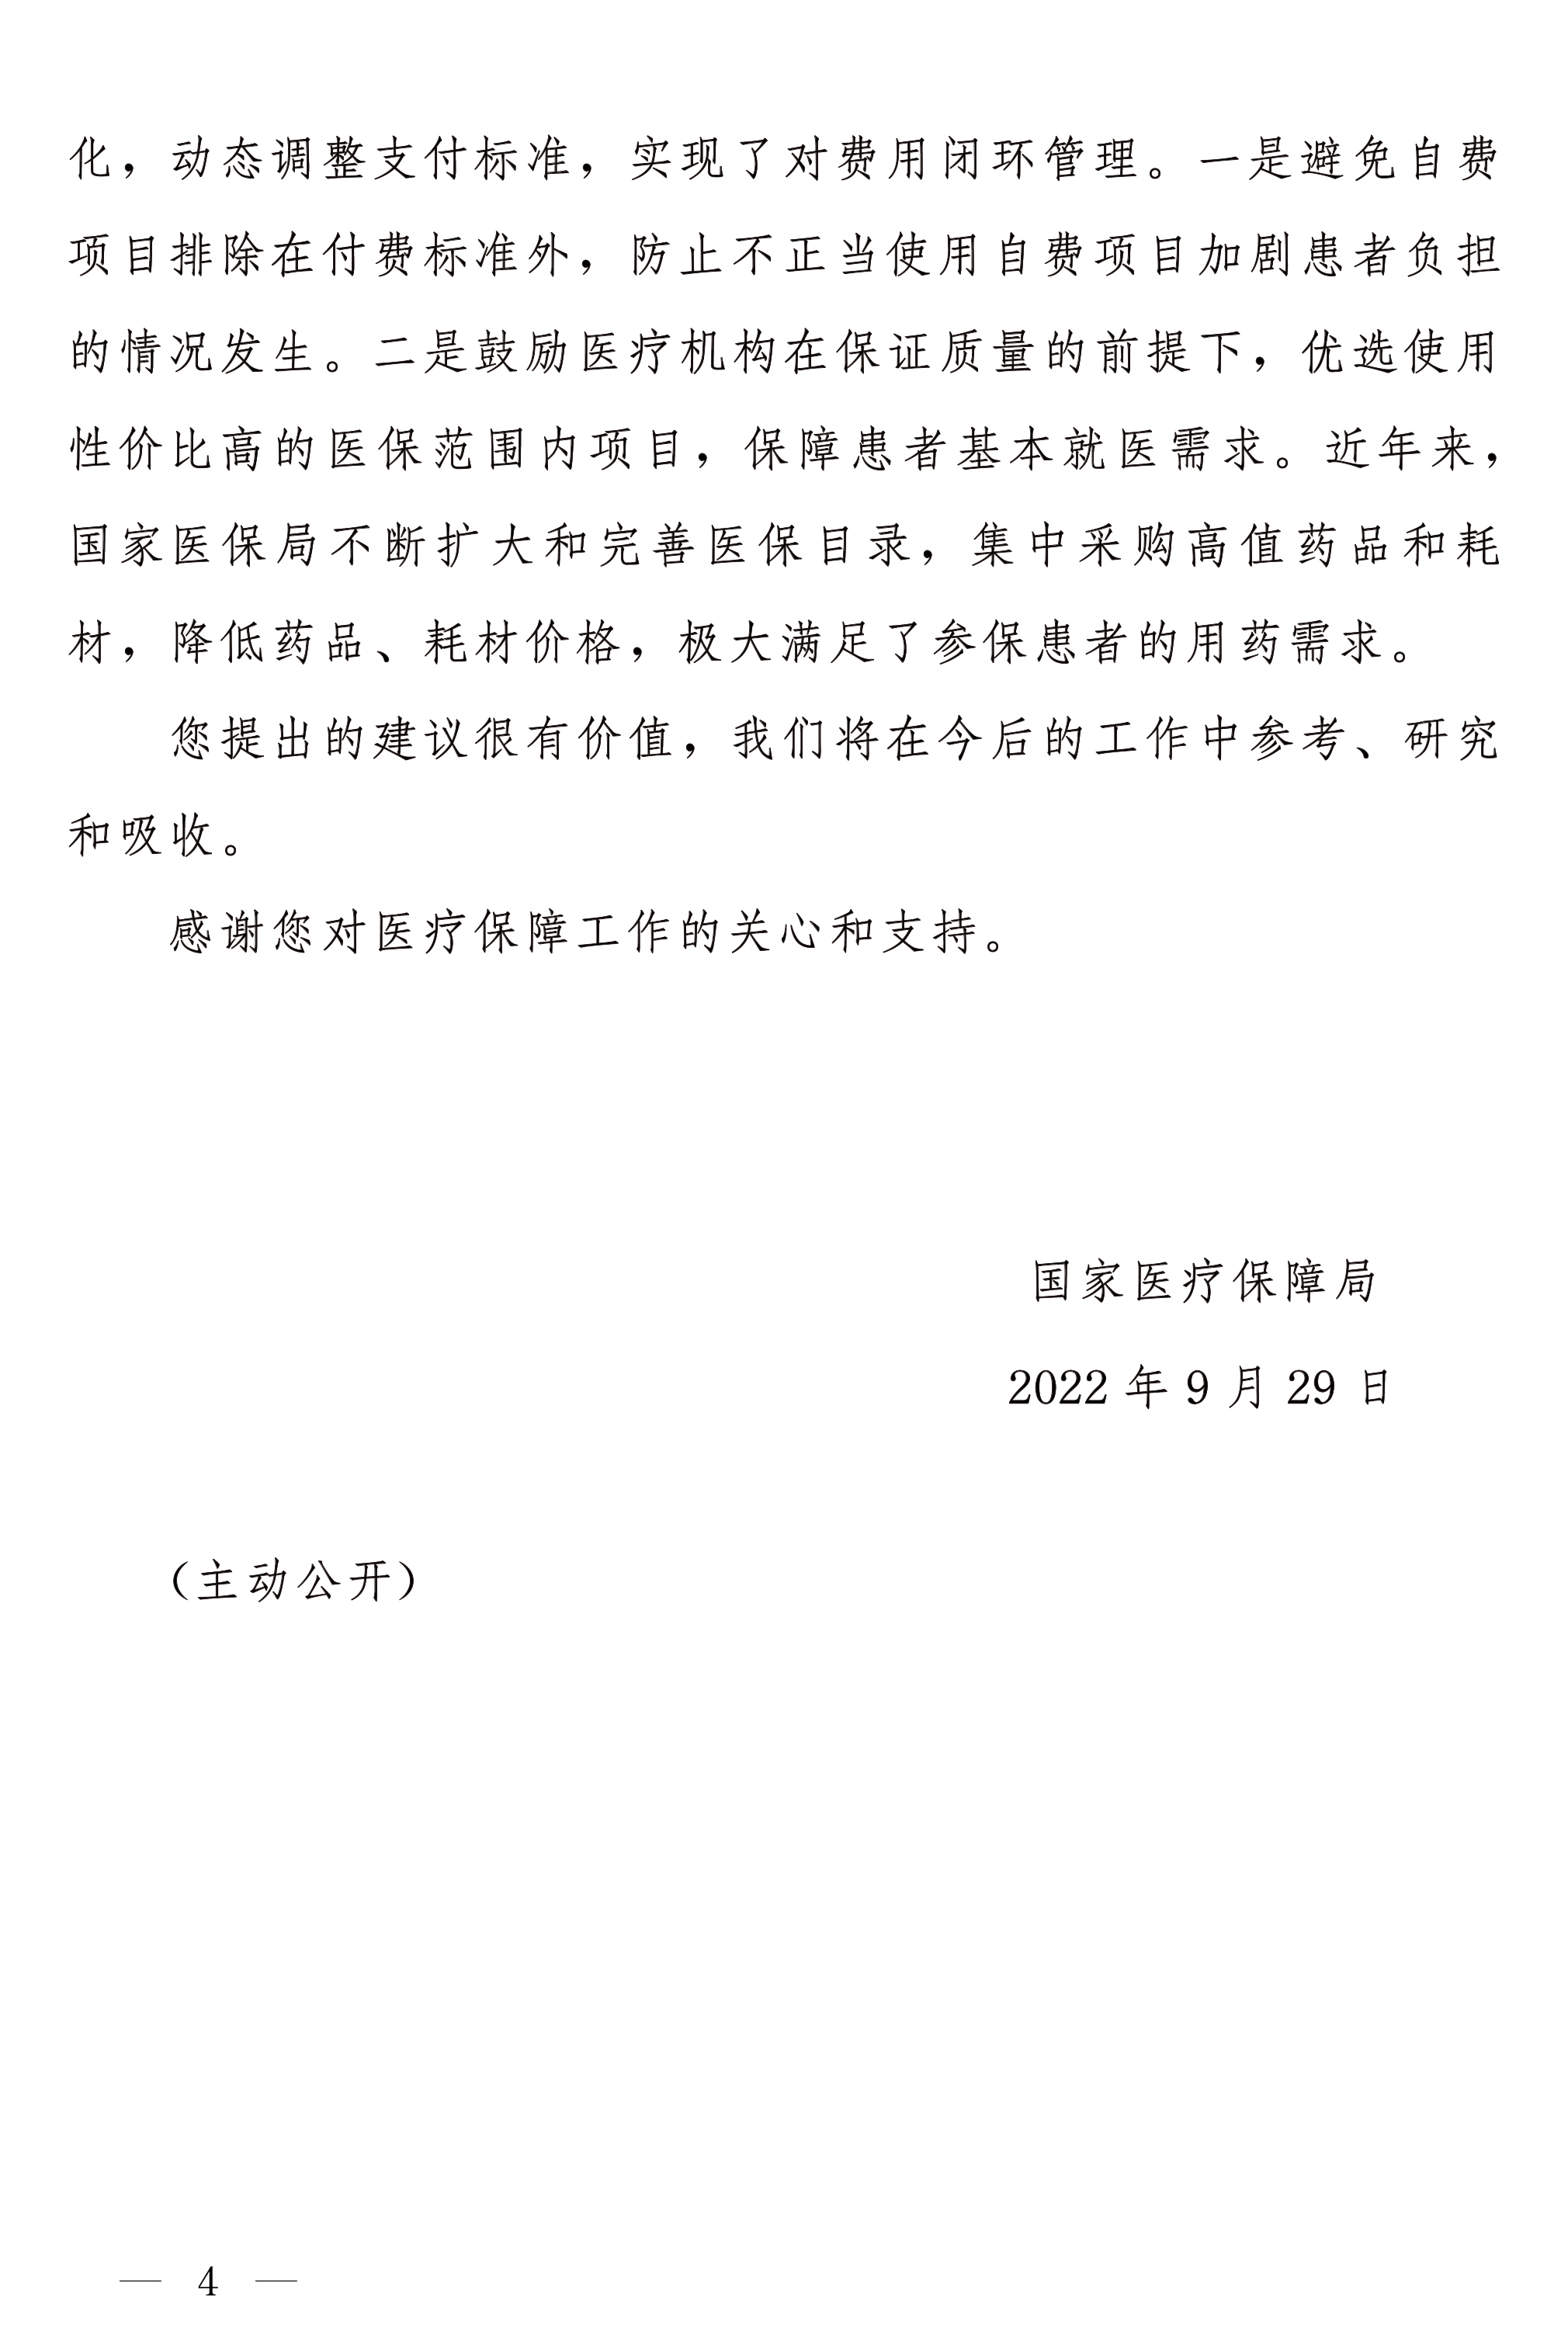 化，动态调整支付标准，实现了对费用闭环管理。一是避免自费
项目排除在付费标准外，防止不正当使用自费项目加剧患者负担
的情况发生。二是鼓励医疗机构在保证质量的前提下，优选使用
性价比高的医保范围内项目，保障患者基本就医需求。近年来，
国家医保局不断扩大和完善医保目录，集中采购高值药品和耗
材，降低药品、耗材价格，极大满足了参保患者的用药需求。
您提出的建议很有价值，我们将在今后的工作中参考、研究
和吸收。
感谢您对医疗保障工作的关心和支持。
国家医疗保障局
2022 年 9 月 29 日
（主动公开）
— 4 —